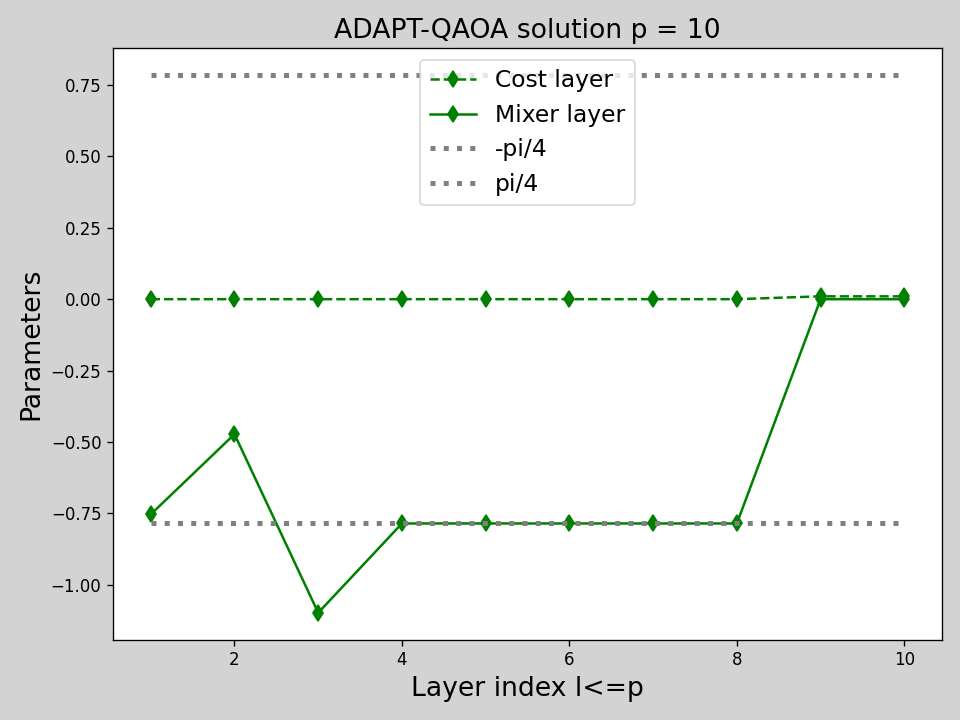 ADAPT-QAOA solution p = 10
Cost layer
Mixer layer
-pi/4
pi/4
0.75
0.50
0.25
0.00
−0.25
−0.50
−0.75
−1.00
Parameters
2 4 6 8 10
Layer index l<=p